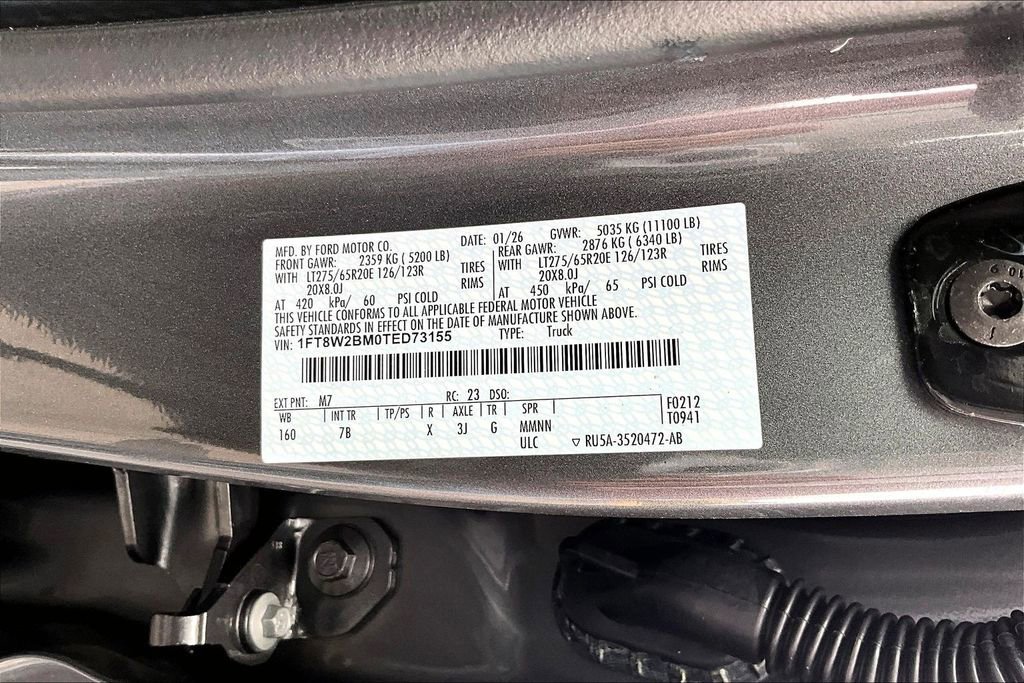 MFD. BY FORD MOTOR CO. DATE: 01/26 GVWR: 5035 KG (11100 LB)
FRONT GAWR: 2359 KG ( 5200 LB) REAR GAWR: 2876 KG ( 6340 LB)
WITH LT275/65R20E 126/123R TIRES WITH LT275/65R20E 126/123R TIRES
20X8.0J RIMS 20X8.0J RIMS
AT 420 kPa/ 60 PSI COLD AT 450 kPa/ 65 PSI COLD
THIS VEHICLE CONFORMS TO ALL APPLICABLE FEDERAL MOTOR VEHICLE
SAFETY STANDARDS IN EFFECT ON THE DATE OF MANUFACTURE SHOWN ABOVE.
VIN: 1FT8W2BM0TED73155 TYPE: Truck
EXT PNT: M7 RC: 23 DSO:
WB INT TR TP/PS R AXLE TR SPR F0212
160 7B X 3J G MMNN T0941
ULC ▽ RU5A-3520472-AB